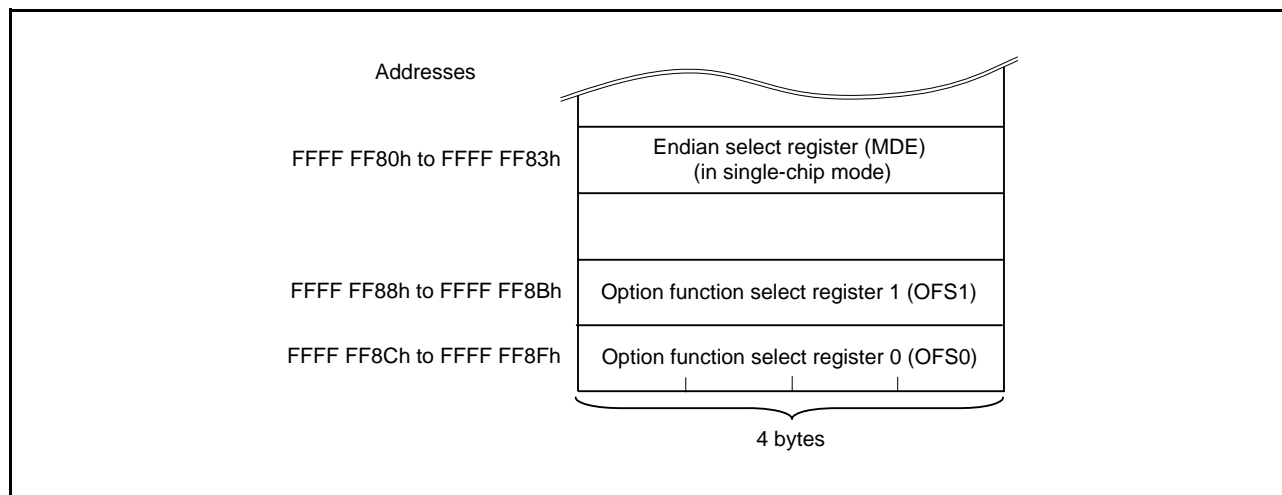 Addresses
FFFF FF80h to FFFF FF83h
Endian select register (MDE)
(in single-chip mode)
FFFF FF88h to FFFF FF8Bh
Option function select register 1 (OFS1)
FFFF FF8Ch to FFFF FF8Fh
Option function select register 0 (OFS0)
4 bytes